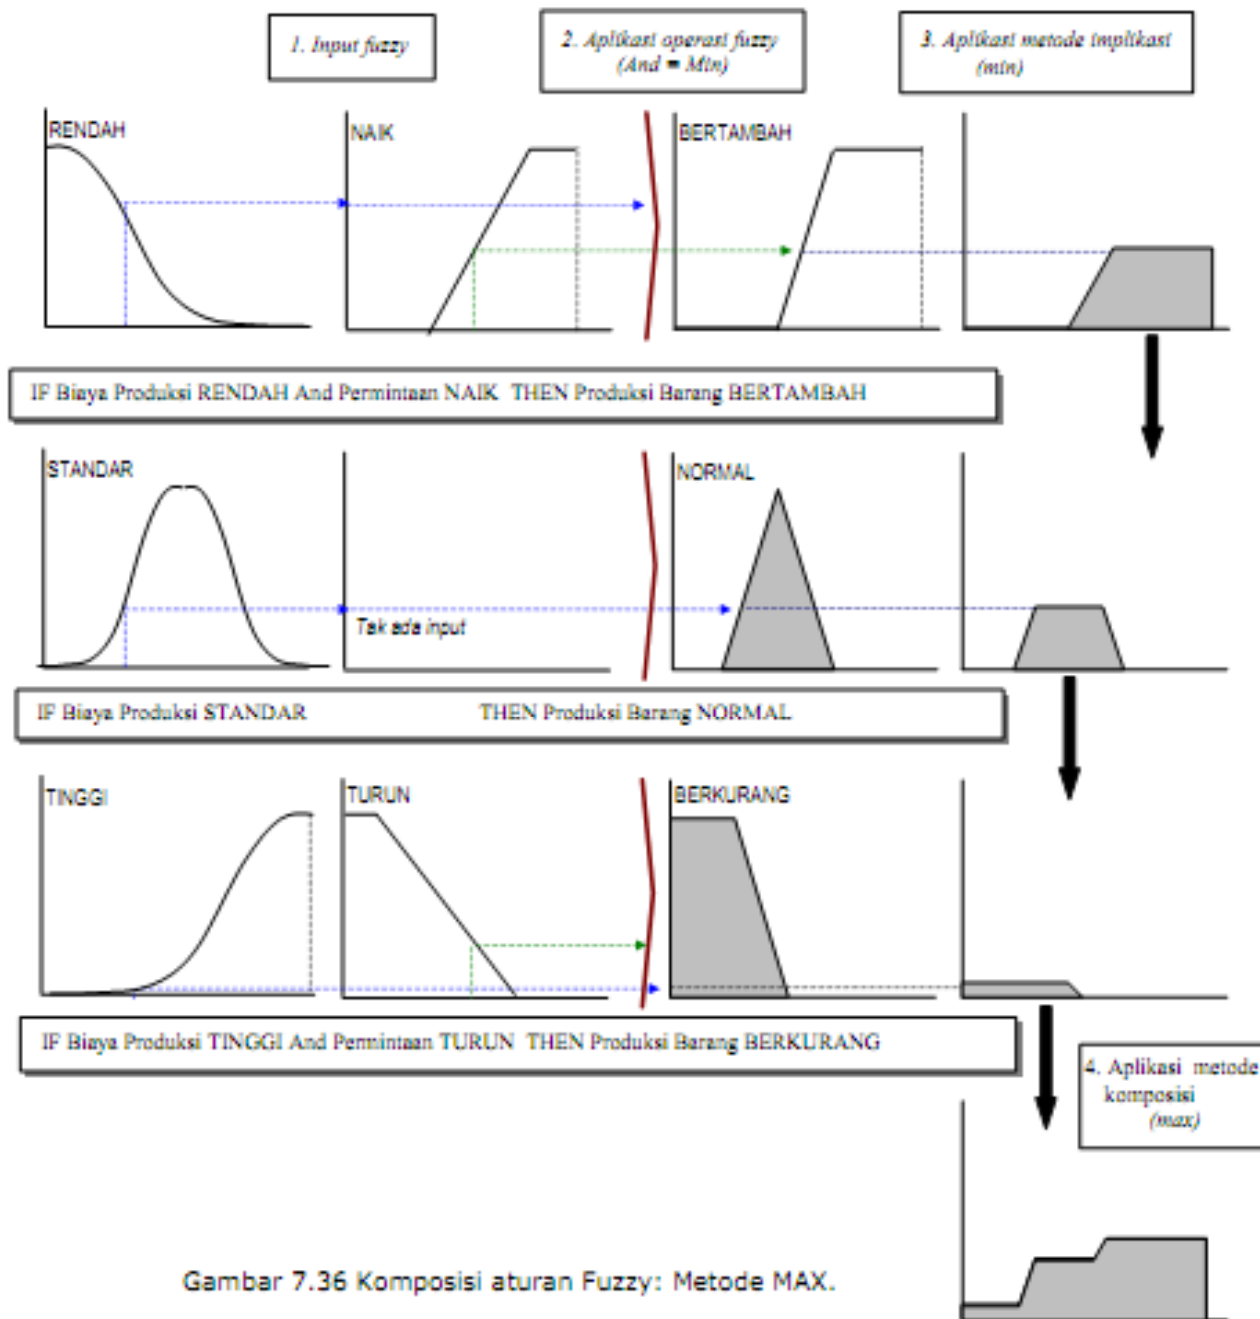 1. Input fuzzy
2. Aplikasi operasi fuzzy
(And = Min)
3. Aplikasi metode implikasi
(min)
RENDAH
NAIK
BERTAMBAH
IF Biaya Produksi RENDAH And Permintaan NAIK THEN Produksi Barang BERTAMBAH
STANDAR
NORMAL
Tak ada input
IF Biaya Produksi STANDAR THEN Produksi Barang NORMAL
TINGGI
TURUN
BERKURANG
IF Biaya Produksi TINGGI And Permintaan TURUN THEN Produksi Barang BERKURANG
4. Aplikasi metode
komposisi
(max)
Gambar 7.36 Komposisi aturan Fuzzy: Metode MAX.